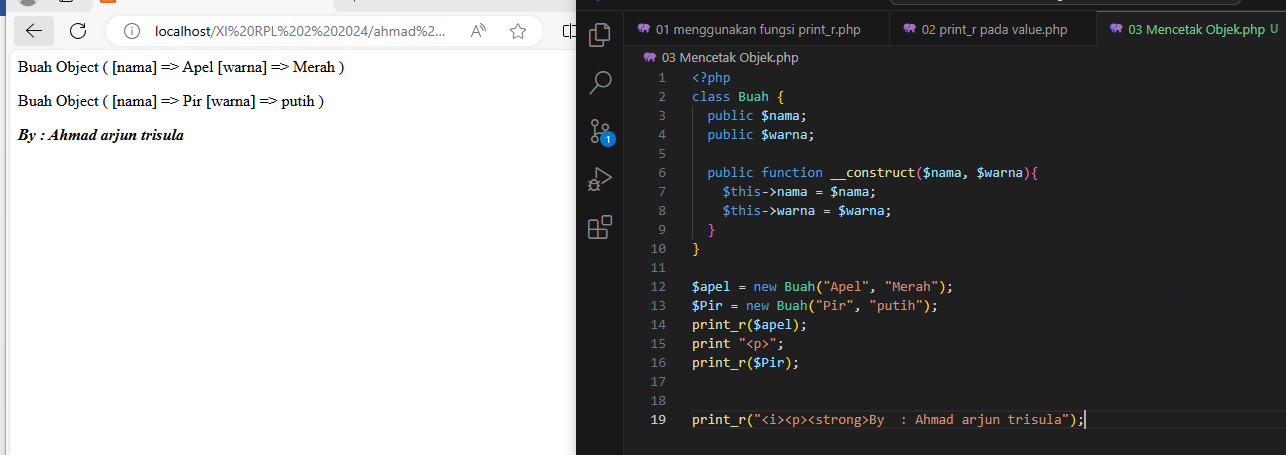 localhost/XI%20RPL%202%202024/ahmad%2...
Buah Object ( [nama] => Apel [warna] => Merah )
Buah Object ( [nama] => Pir [warna] => putih )
By : Ahmad arjun trisula
01 menggunakan fungsi print_r.php
02 print_r pada value.php
03 Mencetak Objek.php U
03 Mencetak Objek.php
1 <?php
2 class Buah {
3 public $nama;
4 public $warna;
5
6 public function __construct($nama, $warna){
7 $this->nama = $nama;
8 $this->warna = $warna;
9 }
10 }
11
12 $apel = new Buah("Apel", "Merah");
13 $Pir = new Buah("Pir", "putih");
14 print_r($apel);
15 print "<p>";
16 print_r($Pir);
17
18
19 print_r("<i><p><strong>By  : Ahmad arjun trisula");
1